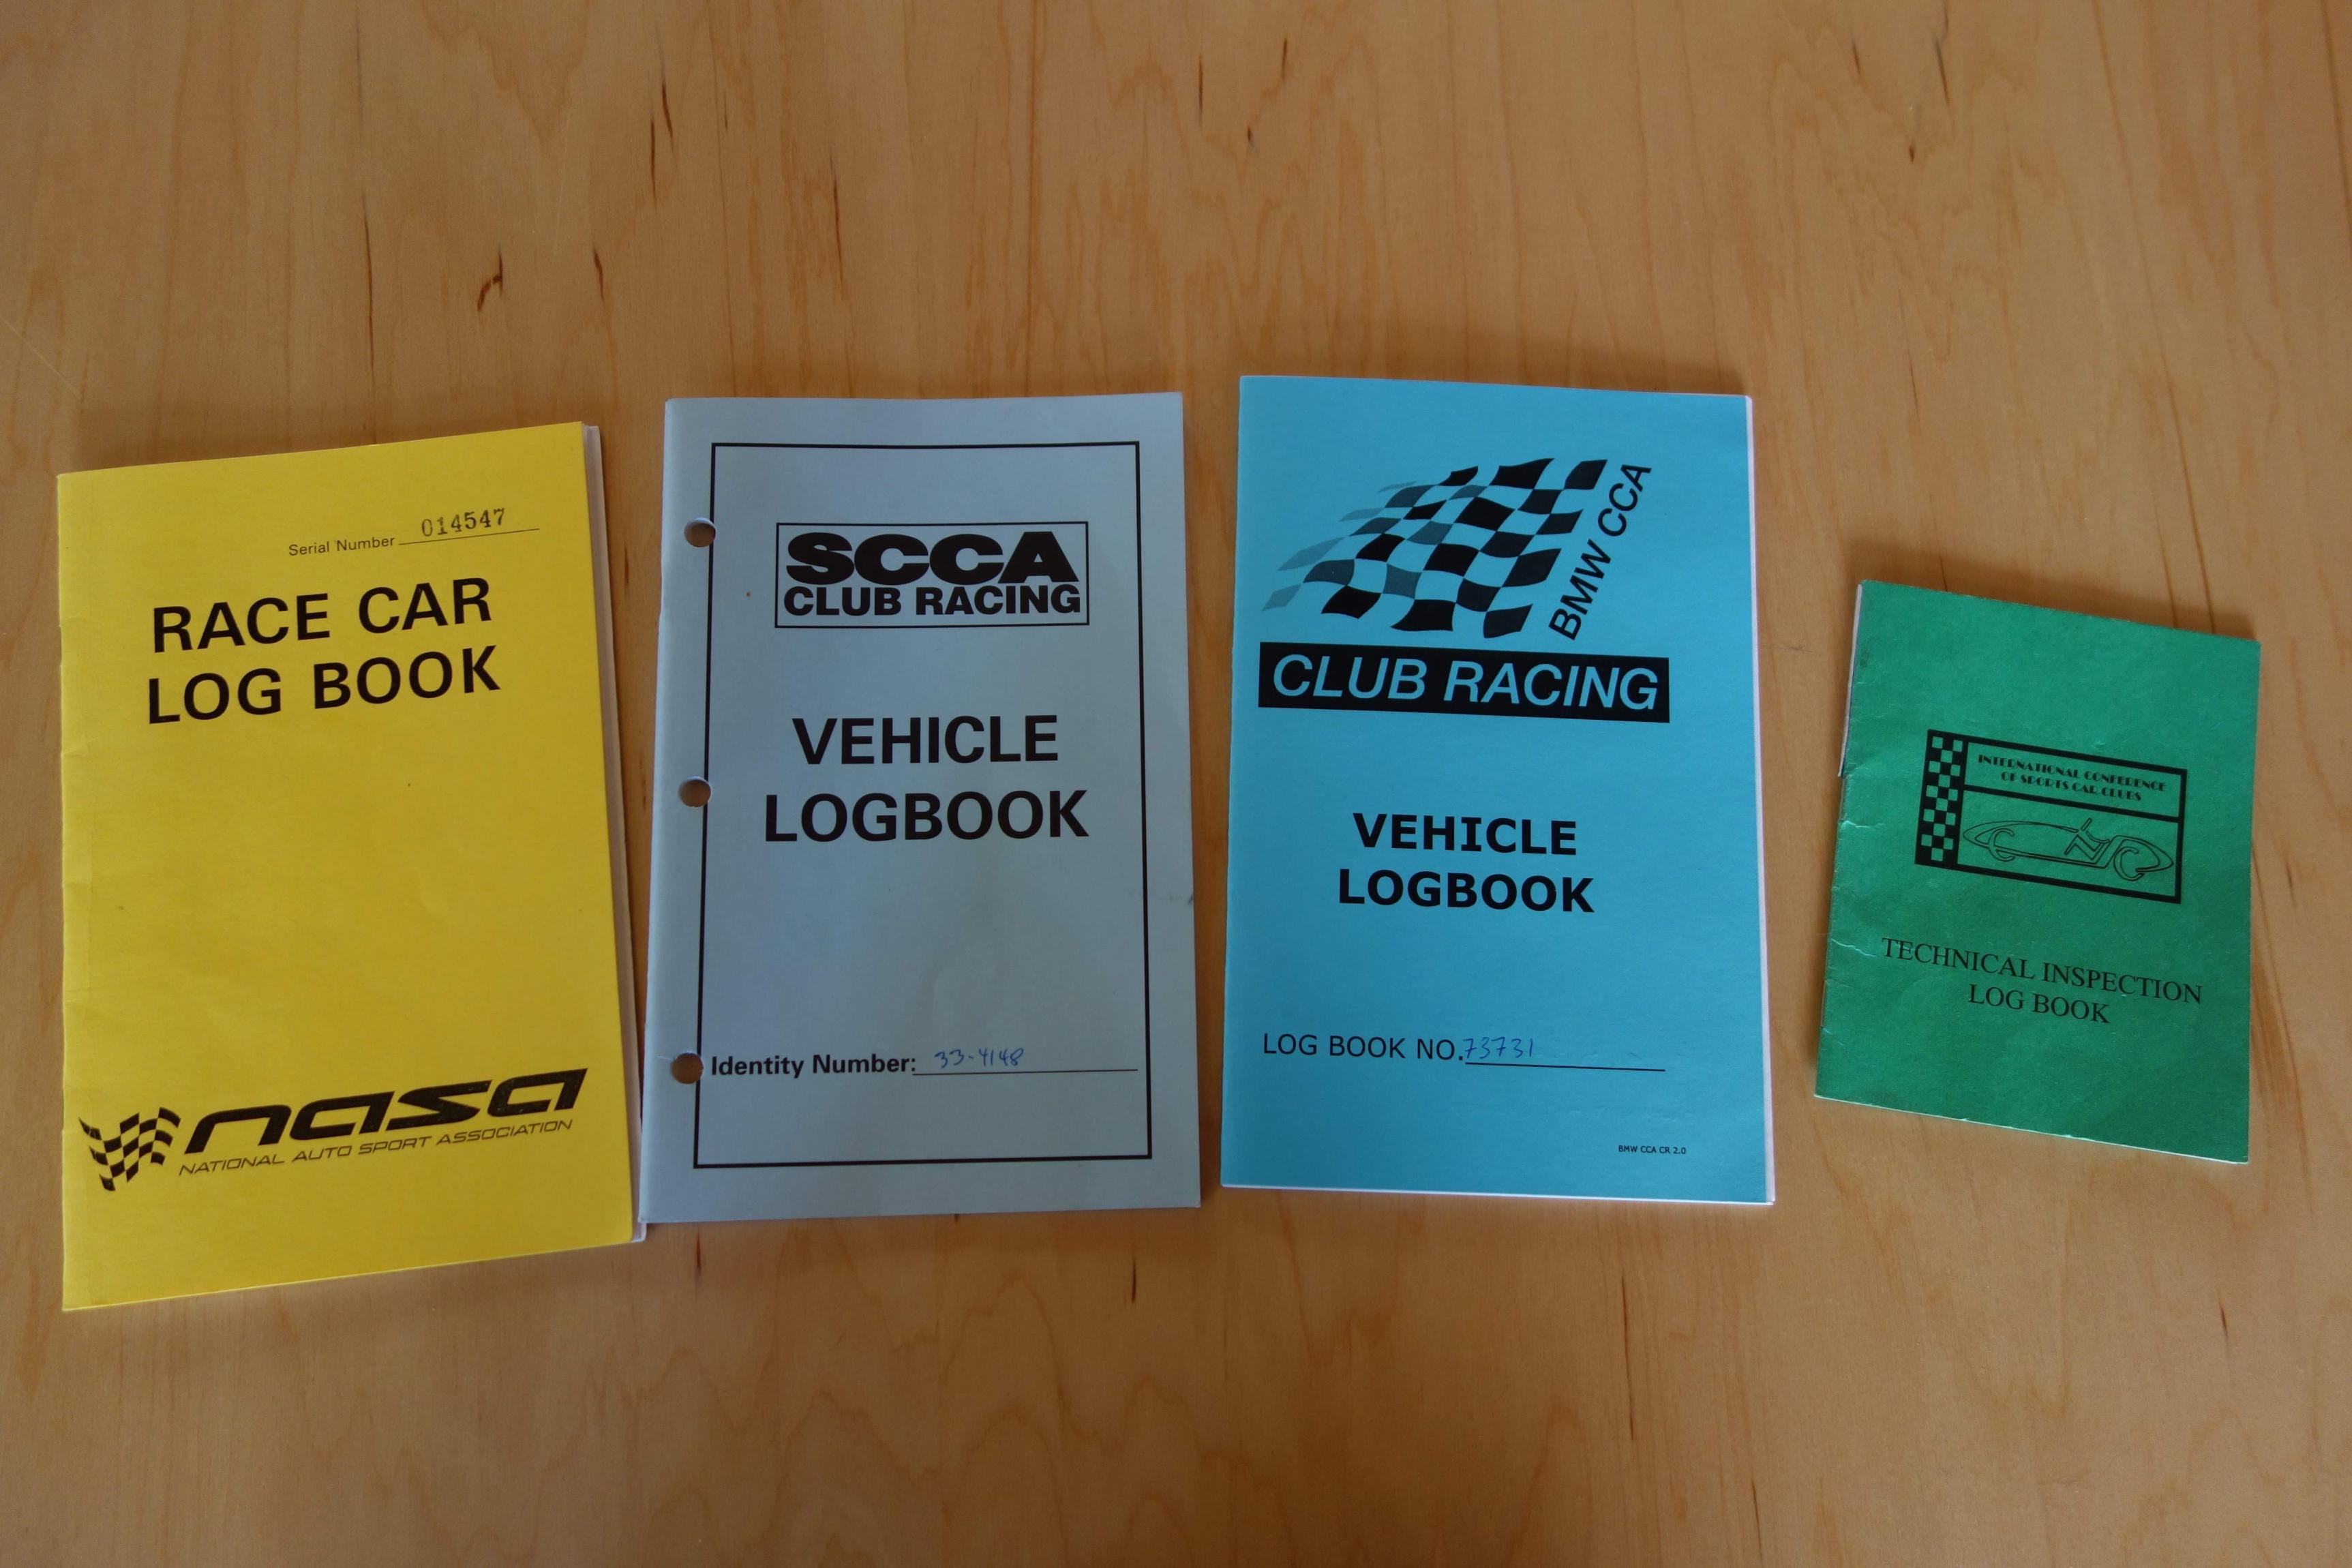 Serial Number 014547
RACE CAR
LOG BOOK
nasa
NATIONAL AUTO SPORT ASSOCIATION
SCCA
CLUB RACING
VEHICLE
LOGBOOK
Identity Number: 33-4148
BMW CCA
CLUB RACING
VEHICLE
LOGBOOK
LOG BOOK NO. 73731
BMW CCA CR 2.0
INTERNATIONAL CONFERENCE
OF SPORTS CAR CLUBS
TECHNICAL INSPECTION
LOG BOOK